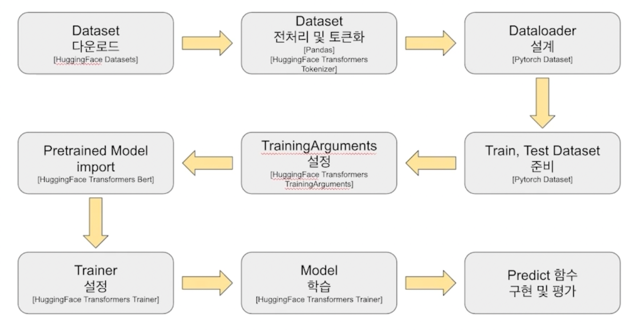 Dataset
다운로드
[HuggingFace Datasets]
Dataset
전처리 및 토큰화
[Pandas]
[HuggingFace Transformers
Tokenizer]
Dataloader
설계
[Pytorch Dataset]
Train, Test Dataset
준비
[Pytorch Dataset]
TrainingArguments
설정
[HuggingFace Transformers
TrainingArguments]
Pretrained Model
import
[HuggingFace Transformers Bert]
Trainer
설정
[HuggingFace Transformers Trainer]
Model
학습
[HuggingFace Transformers Trainer]
Predict 함수
구현 및 평가